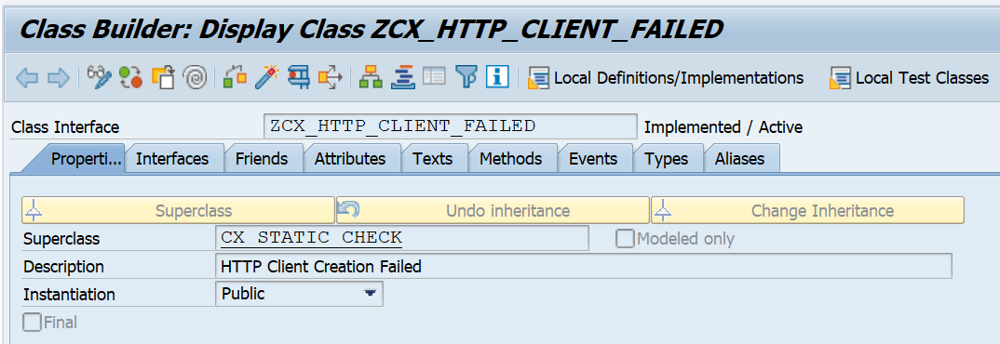 Class Builder: Display Class ZCX_HTTP_CLIENT_FAILED
Local Definitions/Implementations Local Test Classes
Class Interface ZCX_HTTP_CLIENT_FAILED Implemented / Active
Properti... Interfaces Friends Attributes Texts Methods Events Types Aliases
Superclass Undo inheritance Change Inheritance
Superclass CX_STATIC_CHECK Modeled only
Description HTTP Client Creation Failed
Instantiation Public
Final